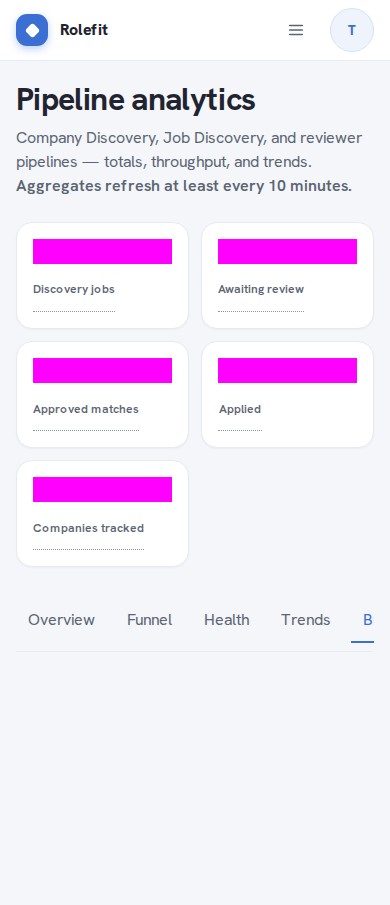 Rolefit
T
Pipeline analytics
Company Discovery, Job Discovery, and reviewer
pipelines — totals, throughput, and trends.
Aggregates refresh at least every 10 minutes.
Discovery jobs
Awaiting review
Approved matches
Applied
Companies tracked
Overview
Funnel
Health
Trends
B